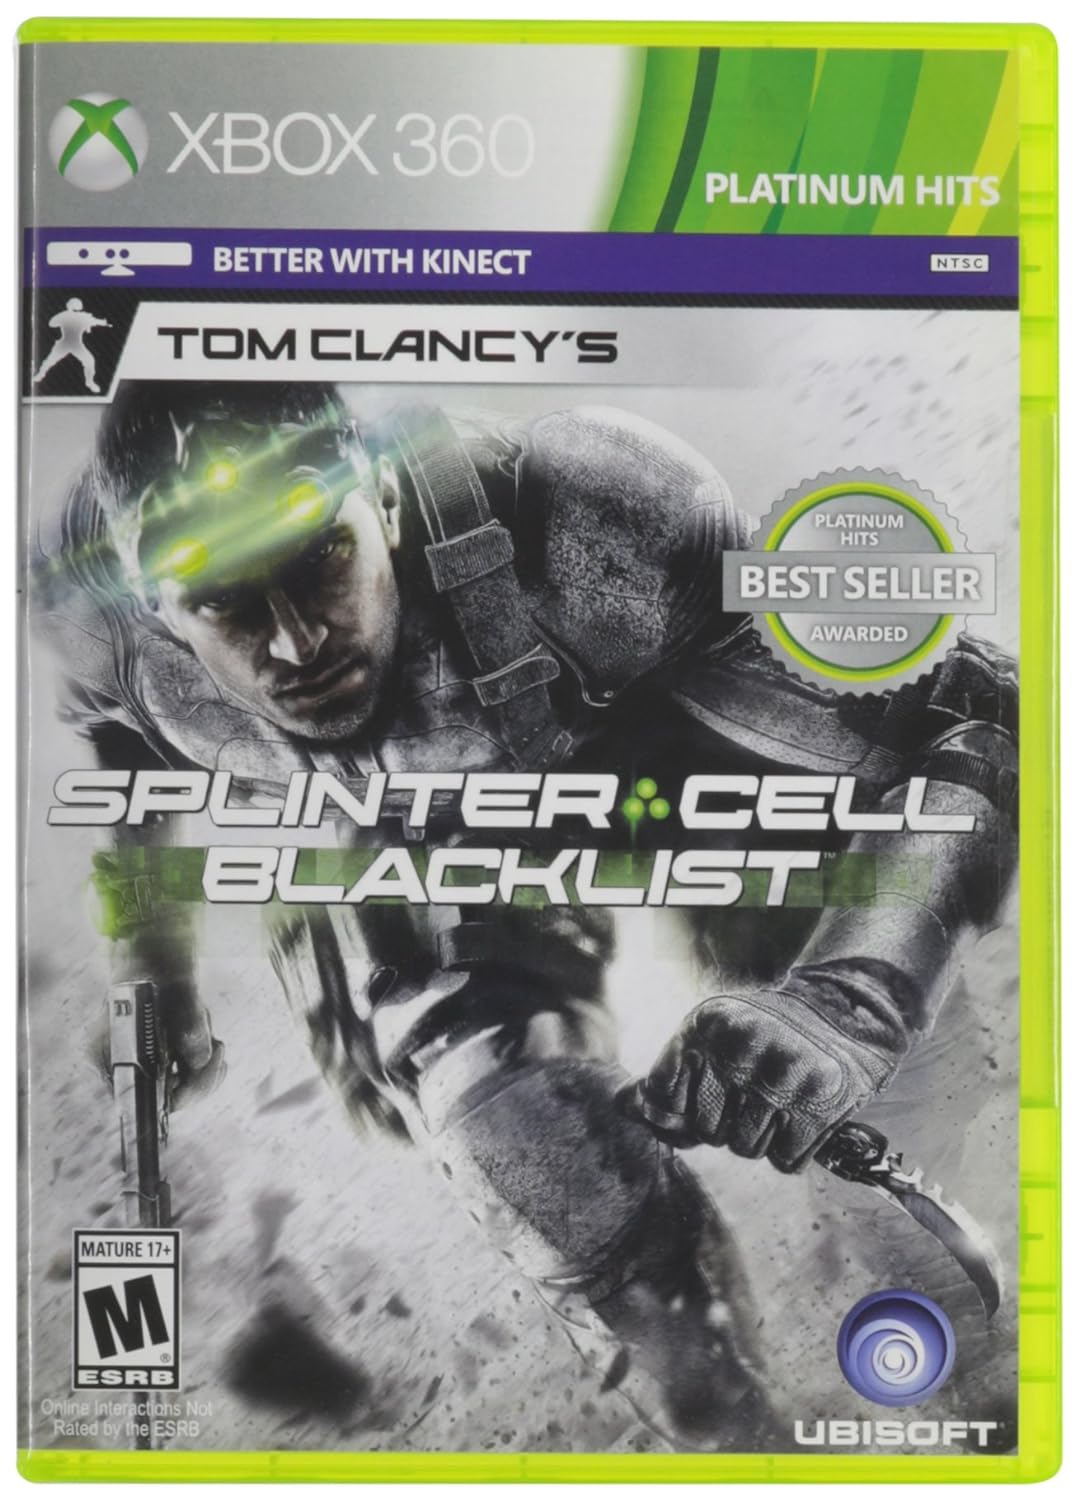 XBOX 360
PLATINUM HITS
BETTER WITH KINECT
NTSC
TOM CLANCY'S
PLATINUM
HITS
BEST SELLER
AWARDED
SPLINTER CELL
BLACKLIST™
MATURE 17+
M®
ESRB
Online Interactions Not
Rated by the ESRB
UBISOFT